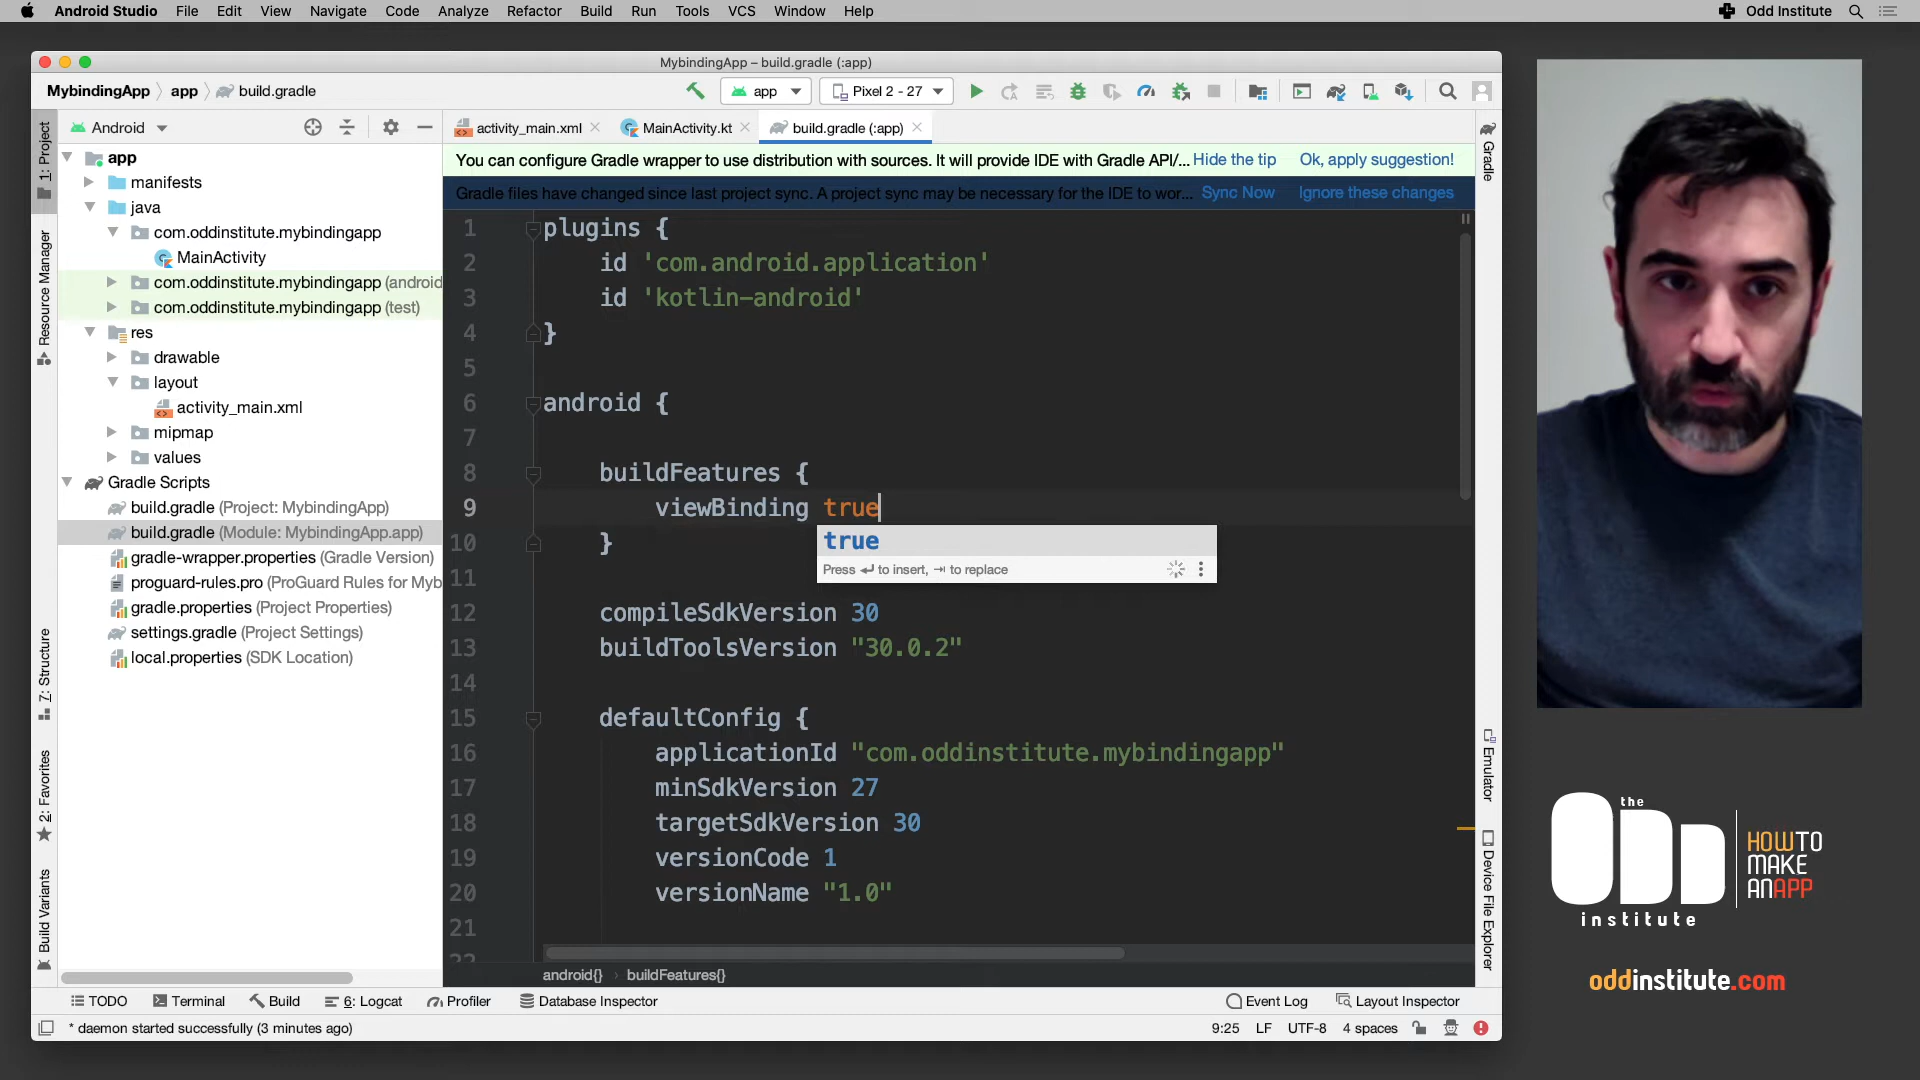 Android Studio File Edit View Navigate Code Analyze Refactor Build Run Tools VCS Window Help Odd Institute
MybindingApp – build.gradle (:app)
MybindingApp app build.gradle app Pixel 2 - 27
Android activity_main.xml MainActivity.kt build.gradle (:app)
You can configure Gradle wrapper to use distribution with sources. It will provide IDE with Gradle API/... Hide the tip Ok, apply suggestion!
Gradle files have changed since last project sync. A project sync may be necessary for the IDE to wor... Sync Now Ignore these changes
1: Project
Resource Manager
7: Structure
2: Favorites
Build Variants
app
manifests
java
com.oddinstitute.mybindingapp
MainActivity
com.oddinstitute.mybindingapp (android
com.oddinstitute.mybindingapp (test)
res
drawable
layout
activity_main.xml
mipmap
values
Gradle Scripts
build.gradle (Project: MybindingApp)
build.gradle (Module: MybindingApp.app)
gradle-wrapper.properties (Gradle Version)
proguard-rules.pro (ProGuard Rules for Myb
gradle.properties (Project Properties)
settings.gradle (Project Settings)
local.properties (SDK Location)
1 plugins {
2 id 'com.android.application'
3 id 'kotlin-android'
4 }
5
6 android {
7
8 buildFeatures {
9 viewBinding true
true
Press ↵ to insert, ⇥ to replace
10 }
11
12 compileSdkVersion 30
13 buildToolsVersion "30.0.2"
14
15 defaultConfig {
16 applicationId "com.oddinstitute.mybindingapp"
17 minSdkVersion 27
18 targetSdkVersion 30
19 versionCode 1
20 versionName "1.0"
21
22
android{} › buildFeatures{}
Gradle
Emulator
Device File Explorer
TODO Terminal Build 6: Logcat Profiler Database Inspector Event Log Layout Inspector
* daemon started successfully (3 minutes ago) 9:25 LF UTF-8 4 spaces
the
ODD
institute
HOWTO
MAKE
ANAPP
oddinstitute.com